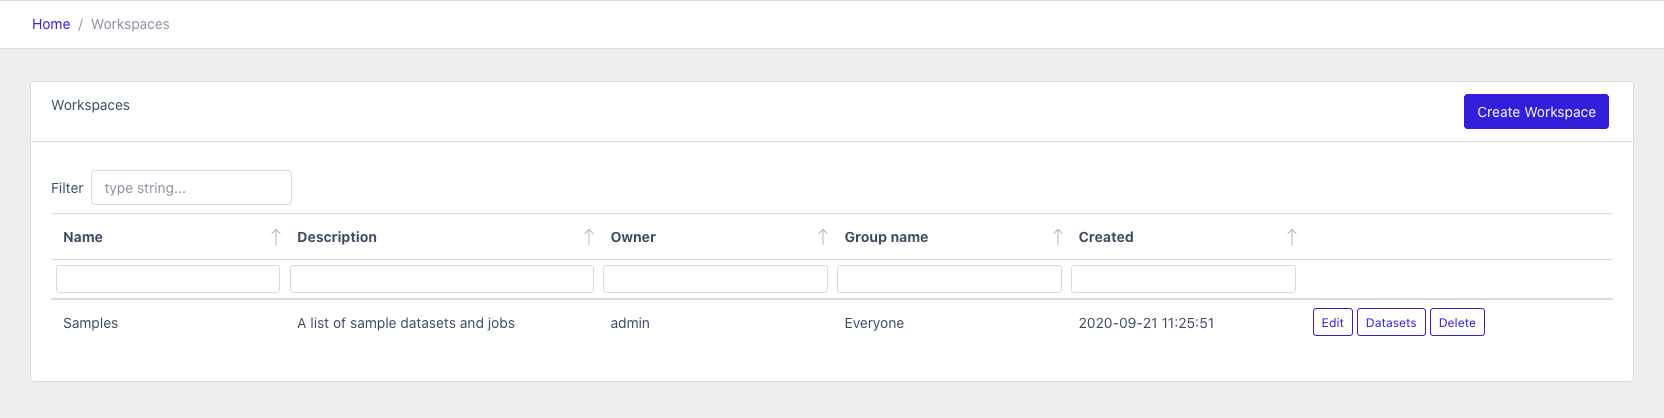 Home / Workspaces
Workspaces
Create Workspace
Filter type string...
Name Description Owner Group name Created
Samples A list of sample datasets and jobs admin Everyone 2020-09-21 11:25:51 Edit Datasets Delete